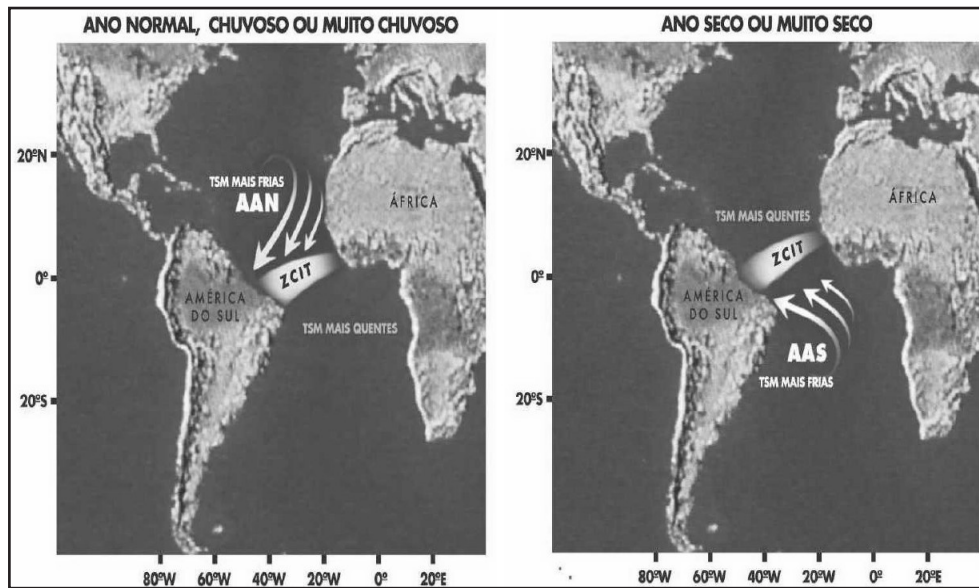 ANO NORMAL, CHUVOSO OU MUITO CHUVOSO
20ºN
0º
20ºS
TSM MAIS FRIAS
AAN
ÁFRICA
ZCIT
AMÉRICA
DO SUL
TSM MAIS QUENTES
80ºW 60ºW 40ºW 20ºW 0º 20ºE
ANO SECO OU MUITO SECO
20ºN
0º
20ºS
ÁFRICA
TSM MAIS QUENTES
ZCIT
AMÉRICA
DO SUL
AAS
TSM MAIS FRIAS
80ºW 60ºW 40ºW 20ºW 0º 20ºE